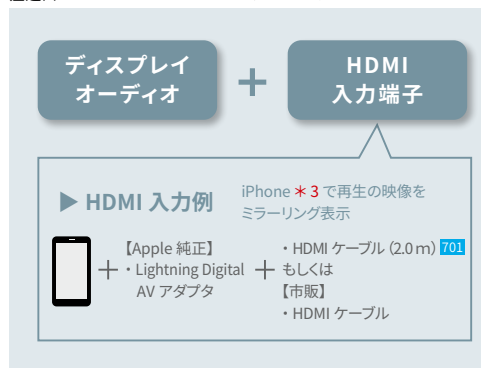 ディスプレイ
オーディオ
+
HDMI
入力端子
▶ HDMI 入力例
iPhone＊3で再生の映像を
ミラーリング表示
+
【Apple 純正】
・Lightning Digital
AV アダプタ
+
・HDMI ケーブル（2.0m）701
もしくは
【市販】
・HDMI ケーブル